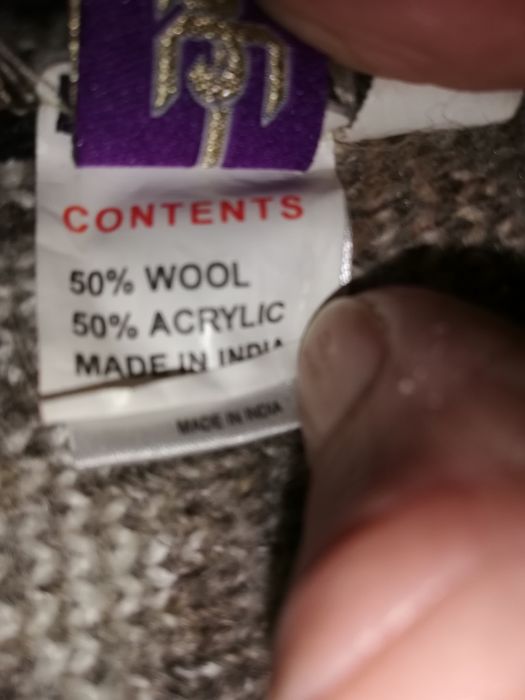 CONTENTS
50% WOOL
50% ACRYLIC
MADE IN INDIA
MADE IN INDIA